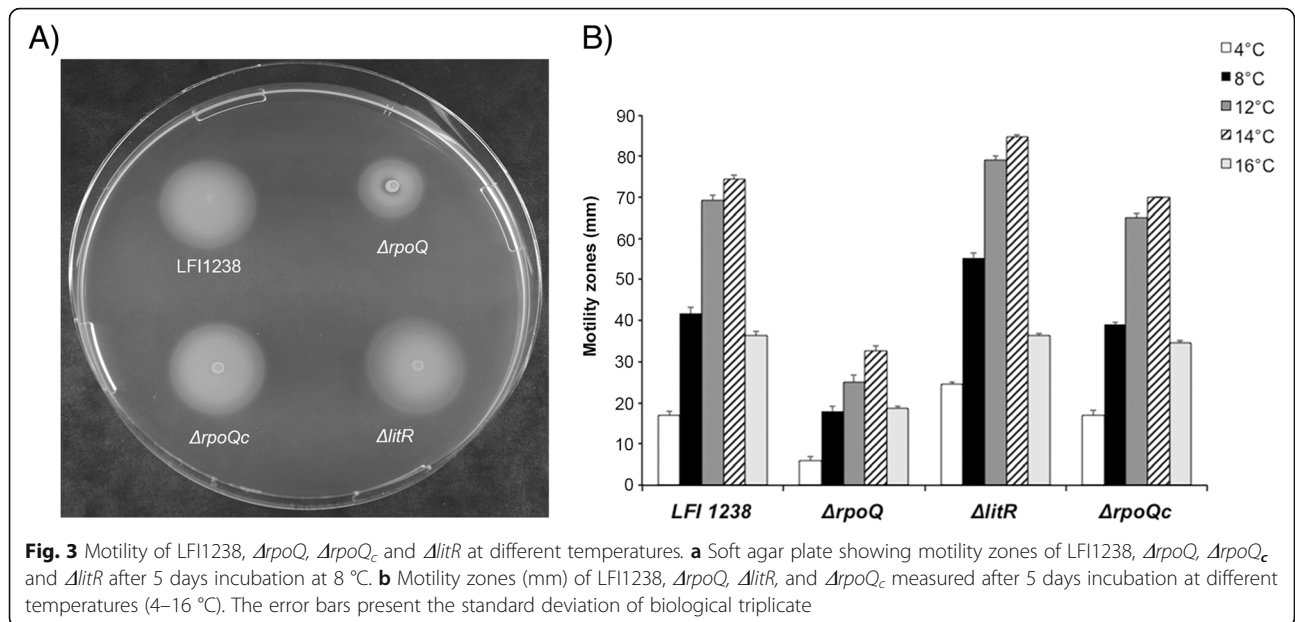 A)
LFI1238
ΔrpoQ
ΔrpoQc
ΔlitR
B)
4°C
8°C
12°C
14°C
16°C
Motility zones (mm)
90
80
70
60
50
40
30
20
10
0
LFI 1238
ΔrpoQ
ΔlitR
ΔrpoQc
Fig. 3 Motility of LFI1238, ΔrpoQ, ΔrpoQc and ΔlitR at different temperatures. a Soft agar plate showing motility zones of LFI1238, ΔrpoQ, ΔrpoQc
and ΔlitR after 5 days incubation at 8 °C. b Motility zones (mm) of LFI1238, ΔrpoQ, ΔlitR, and ΔrpoQc measured after 5 days incubation at different
temperatures (4–16 °C). The error bars present the standard deviation of biological triplicate